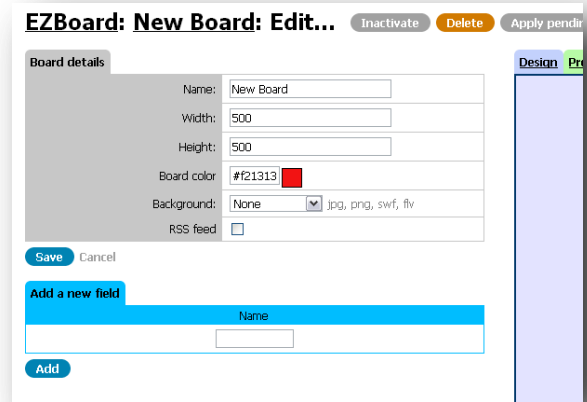 EZBoard: New Board: Edit... Inactivate Delete Apply
Board details
Design
Name: New Board
Width: 500
Height: 500
Board color #f21313
Background: None jpg, png, swf, flv
RSS feed
Save Cancel
Add a new field
Name
Add